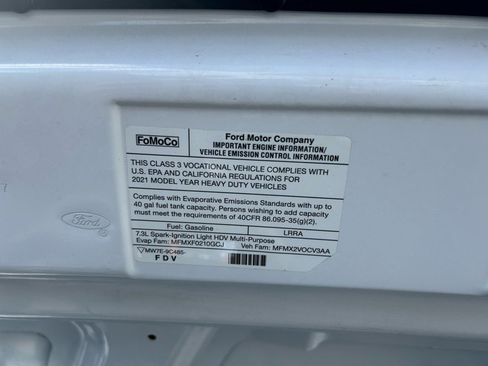 FoMoCo
Ford Motor Company
IMPORTANT ENGINE INFORMATION/
VEHICLE EMISSION CONTROL INFORMATION
THIS CLASS 3 VOCATIONAL VEHICLE COMPLIES WITH
U.S. EPA AND CALIFORNIA REGULATIONS FOR
2021 MODEL YEAR HEAVY DUTY VEHICLES
Complies with Evaporative Emissions Standards with up to
40 gal fuel tank capacity. Persons wishing to add capacity
must meet the requirements of 40CFR 86.095-35(g)(2).
Fuel: Gasoline LRRA
7.3L Spark-Ignition Light HDV Multi-Purpose
Evap Fam: MFMXF0210GCJ Veh Fam: MFMX2VOCV3AA
MW7E-9C485-
FDV
Ford